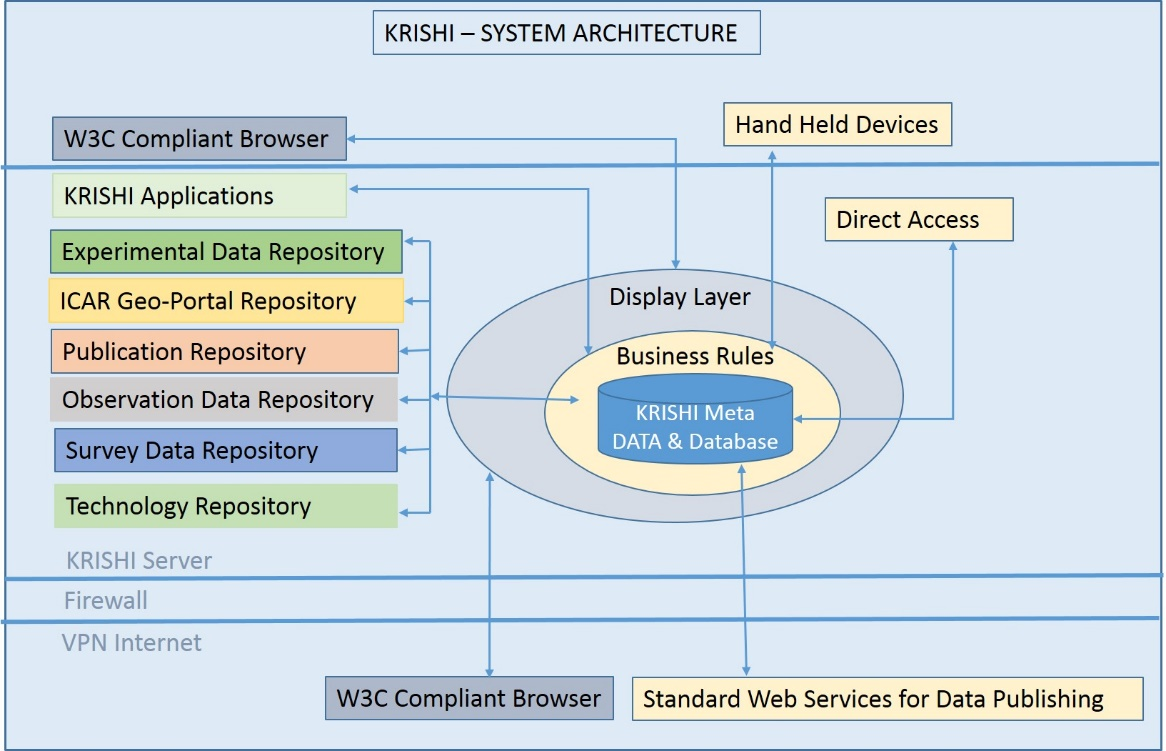 KRISHI – SYSTEM ARCHITECTURE
W3C Compliant Browser
Hand Held Devices
KRISHI Applications
Direct Access
Experimental Data Repository
ICAR Geo-Portal Repository
Publication Repository
Observation Data Repository
Survey Data Repository
Technology Repository
Display Layer
Business Rules
KRISHI Meta
DATA & Database
KRISHI Server
Firewall
VPN Internet
W3C Compliant Browser
Standard Web Services for Data Publishing